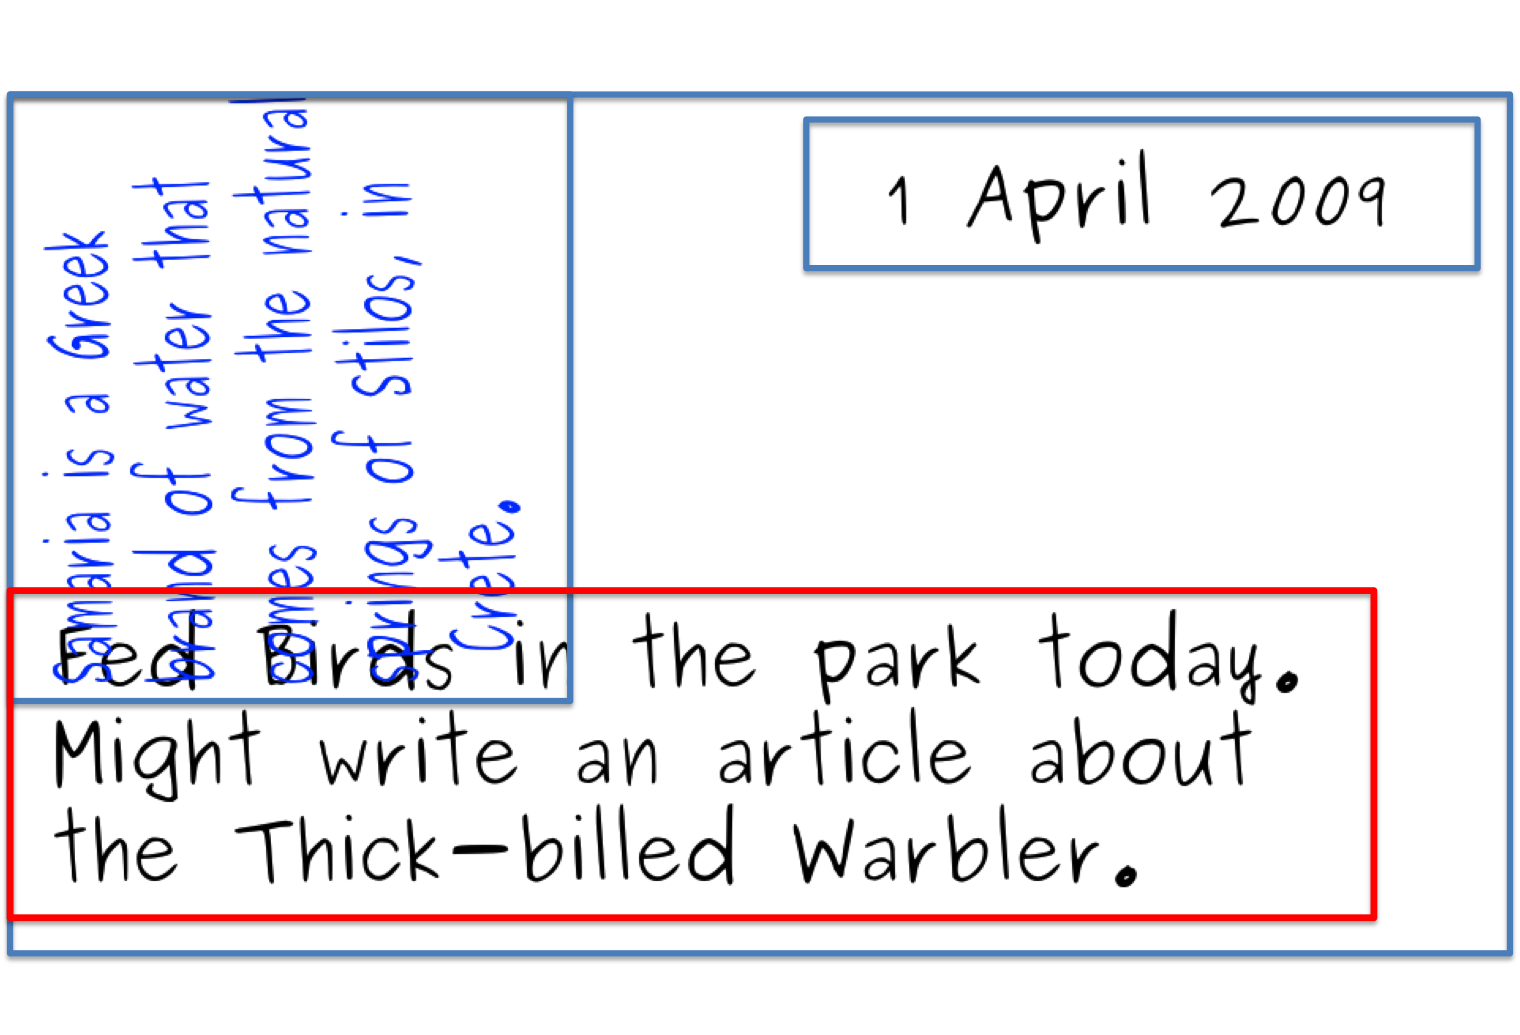 1 April 2009
Samaria is a Greek
brand of water that
comes from the natural
springs of Stilos, in
Crete.
Fed Birds in the park today.
Might write an article about
the Thick-billed Warbler.